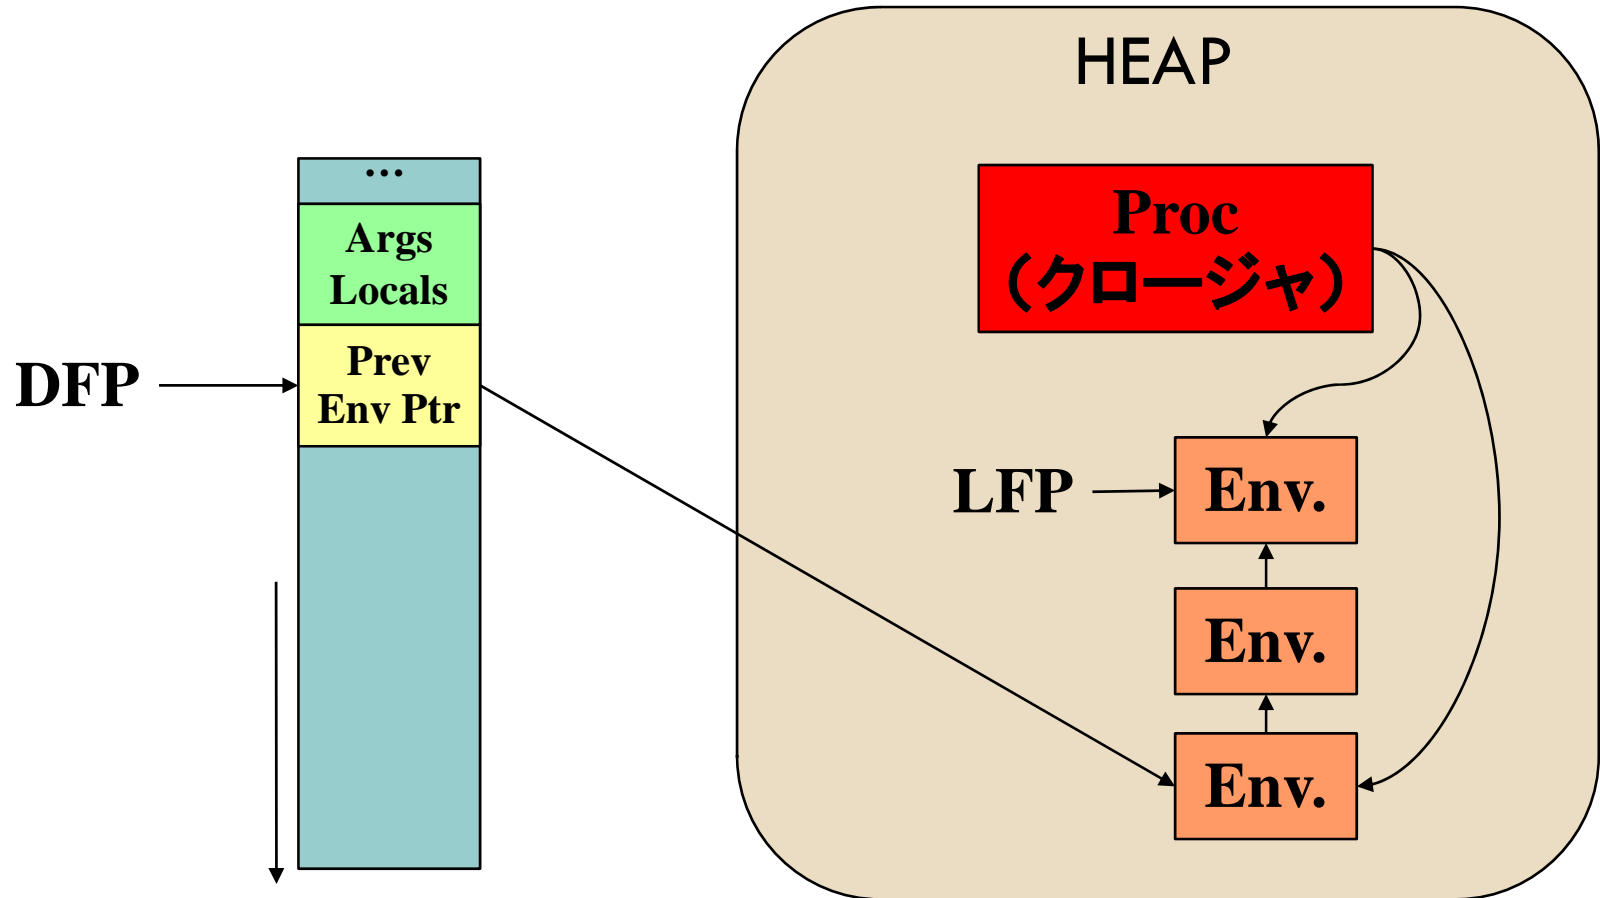 HEAP
…
Args
Locals
Proc
（クロージャ）
DFP
Prev
Env Ptr
LFP
Env.
Env.
Env.